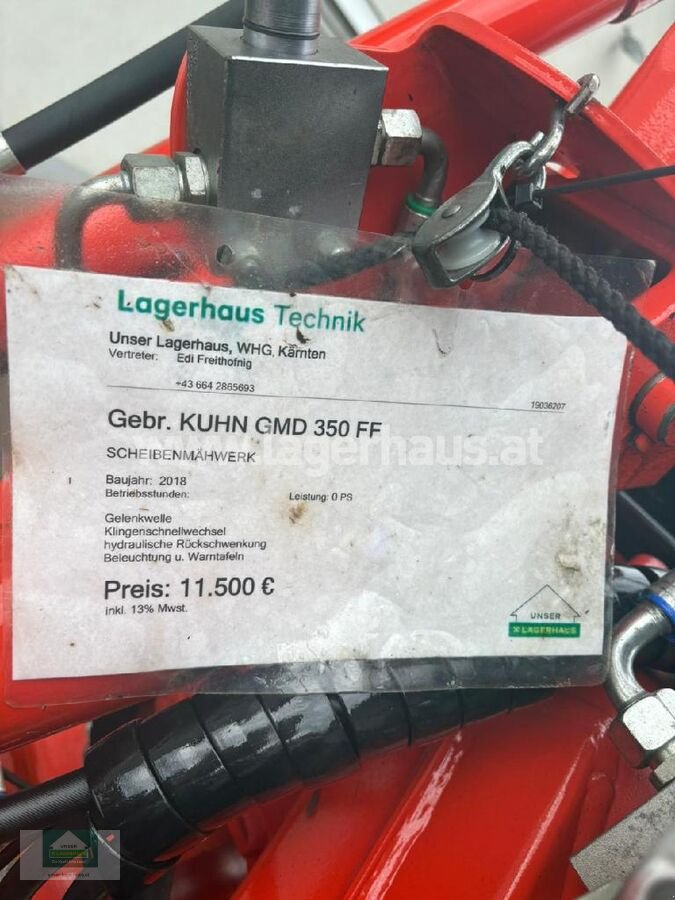 Lagerhaus Technik
Unser Lagerhaus, WHG, Kärnten
Vertreter: Edi Freithofnig
+43 664 2865693
19036207
Gebr. KUHN GMD 350 FF
www.lagerhaus.at
SCHEIBENMÄHWERK
Baujahr: 2018
Betriebsstunden: Leistung: 0 PS
Gelenkwelle
Klingenschnellwechsel
hydraulische Rückschwenkung
Beleuchtung u. Warntafeln
Preis: 11.500 €
inkl. 13% Mwst.
UNSER
LAGERHAUS
UNSER
LAGERHAUS